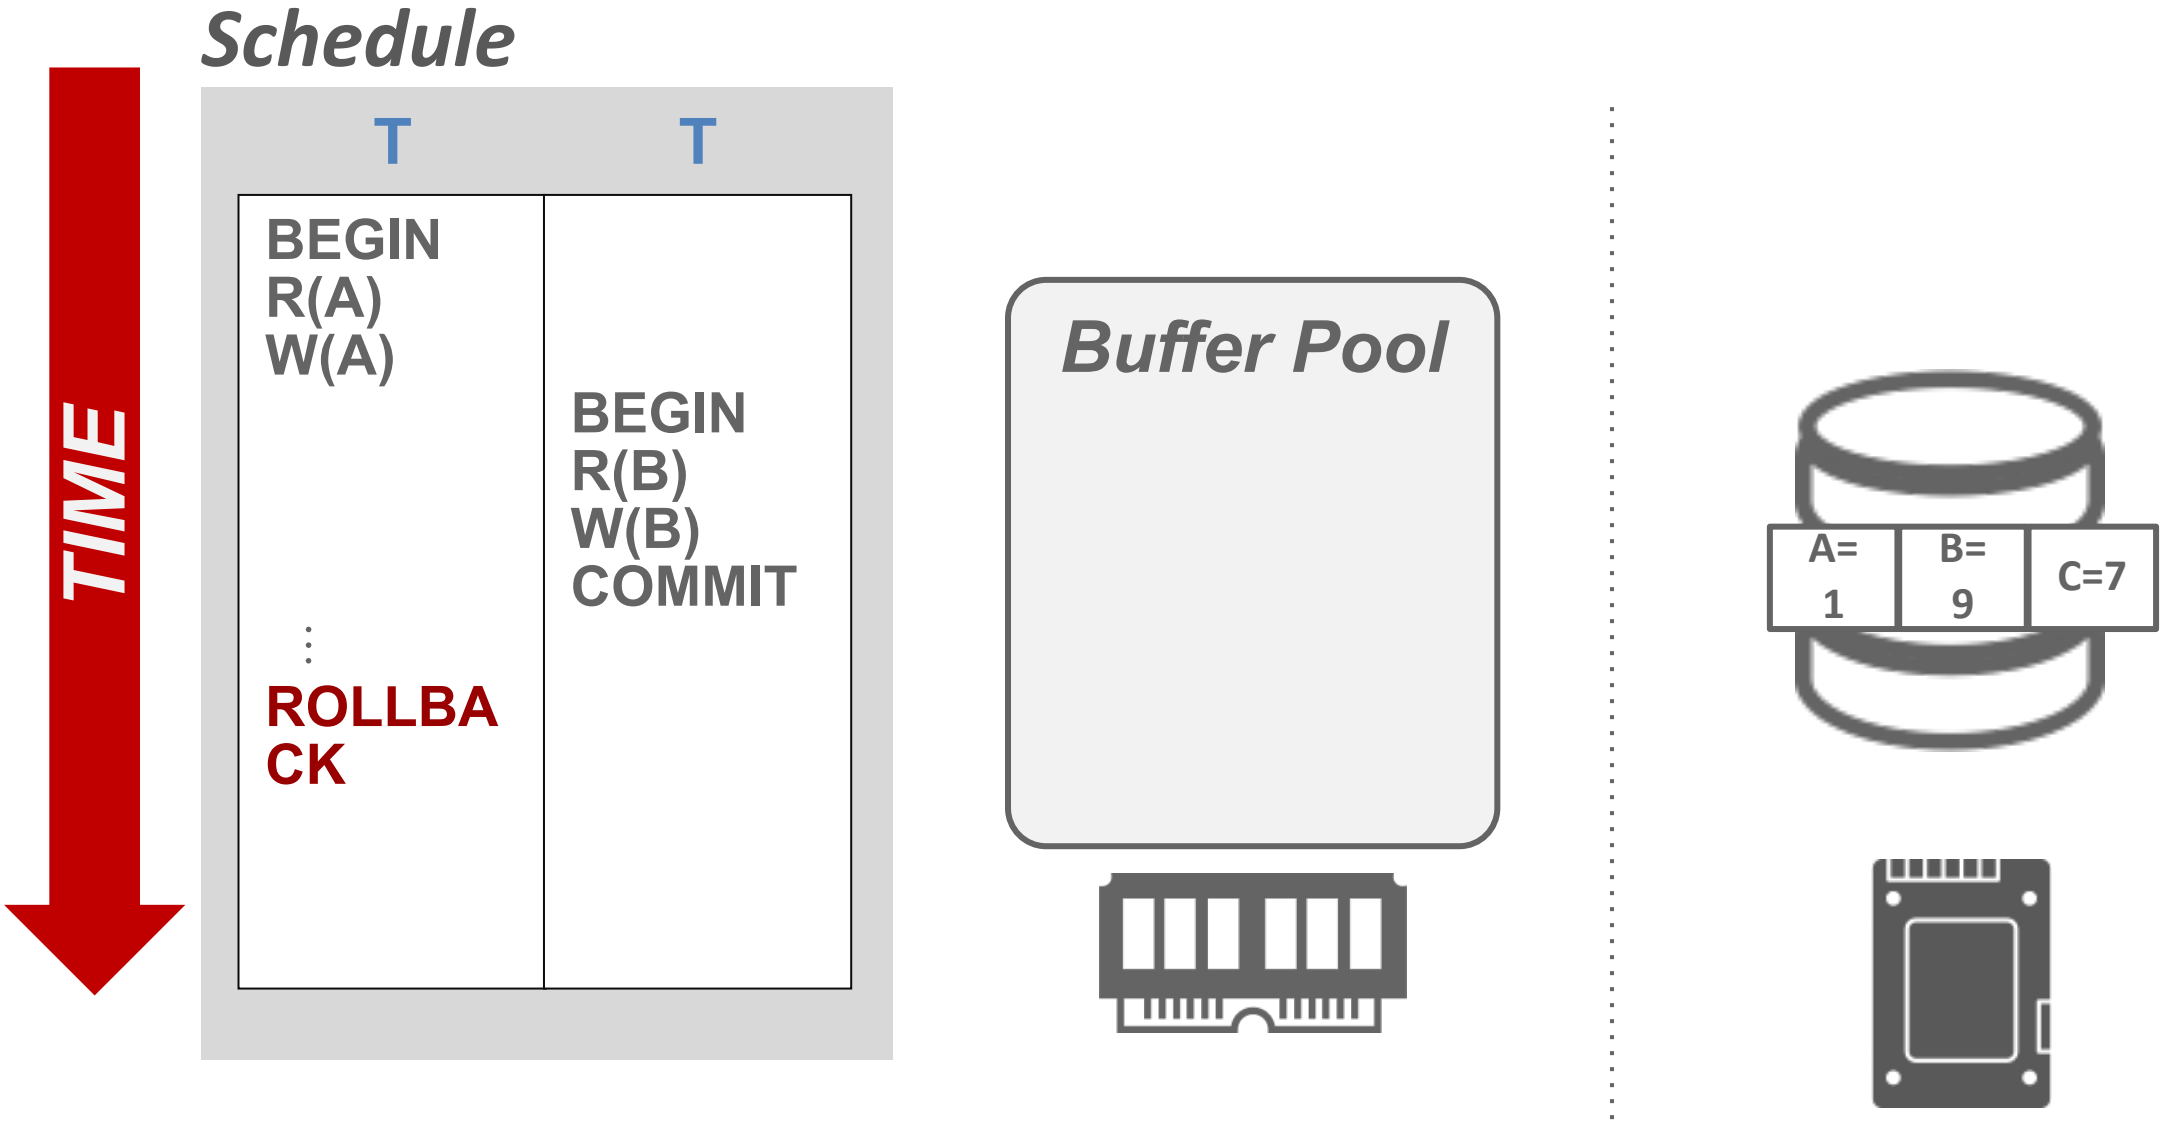 Schedule
T
T
BEGIN
R(A)
W(A)
BEGIN
R(B)
W(B)
COMMIT
⋮
ROLLBA
CK
TIME
Buffer Pool
A=
1
B=
9
C=7